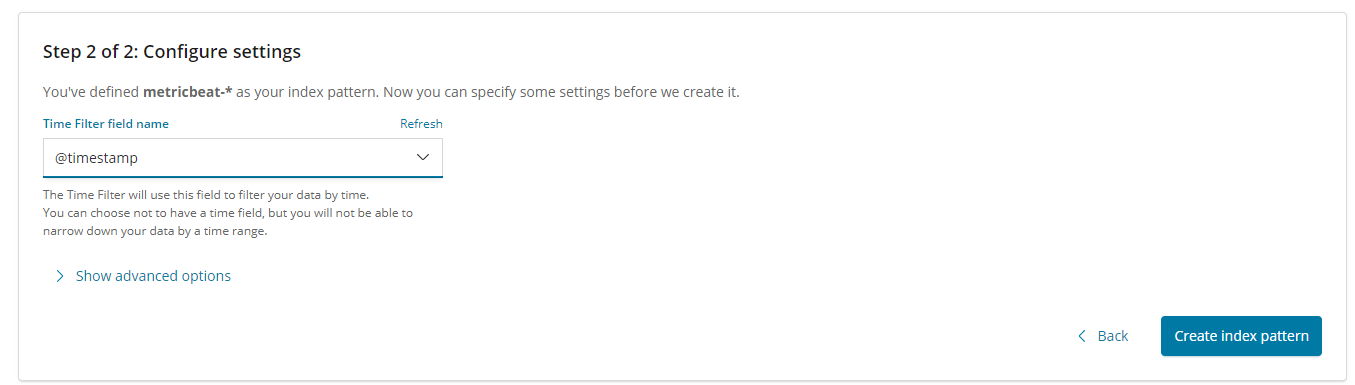 Step 2 of 2: Configure settings
You've defined metricbeat-* as your index pattern. Now you can specify some settings before we create it.
Time Filter field name
Refresh
@timestamp
The Time Filter will use this field to filter your data by time.
You can choose not to have a time field, but you will not be able to
narrow down your data by a time range.
Show advanced options
Back
Create index pattern